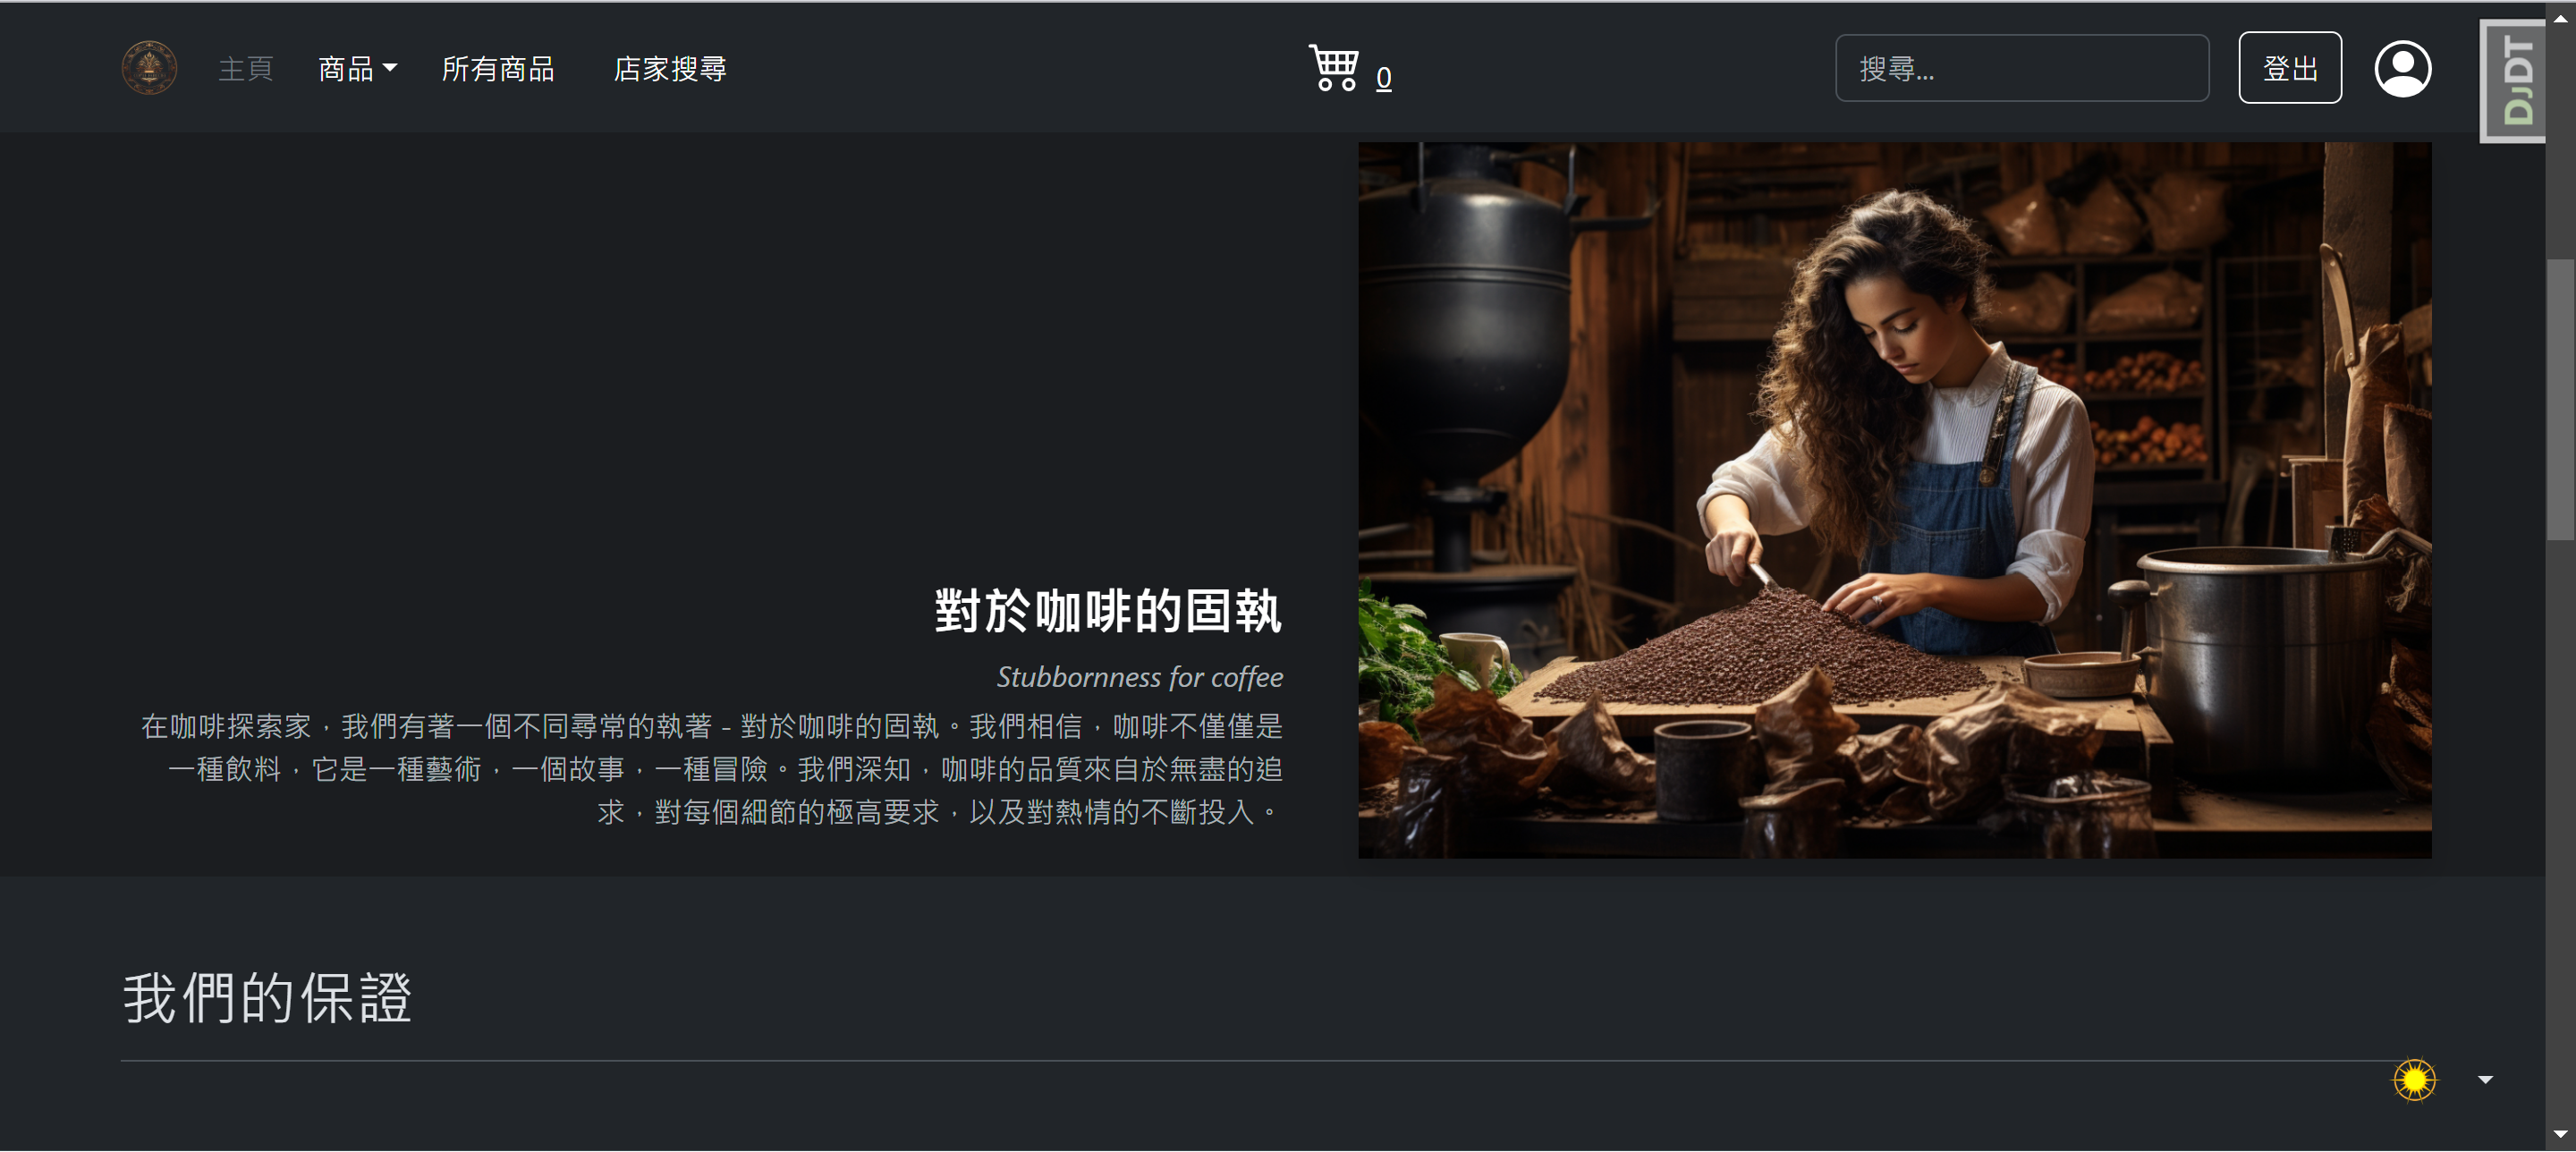 主頁
商品
所有商品
店家搜尋
0
搜尋...
登出
DJDT
對於咖啡的固執
Stubbornness for coffee
在咖啡探索家，我們有著一個不同尋常的執著 - 對於咖啡的固執。我們相信，咖啡不僅僅是
一種飲料，它是一種藝術，一個故事，一種冒險。我們深知，咖啡的品質來自於無盡的追
求，對每個細節的極高要求，以及對熱情的不斷投入。
我們的保證